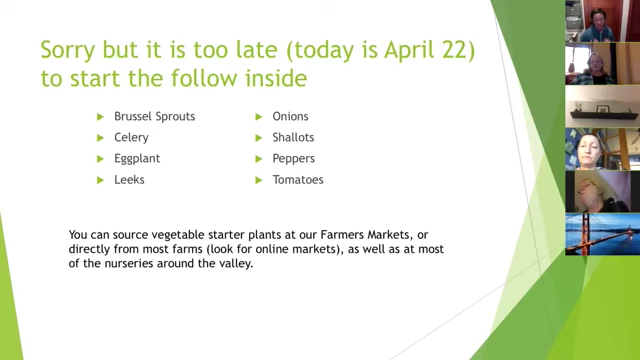 Sorry but it is too late (today is April 22)
to start the follow inside
Brussel Sprouts
Celery
Eggplant
Leeks
Onions
Shallots
Peppers
Tomatoes
You can source vegetable starter plants at our Farmers Markets, or
directly from most farms (look for online markets), as well as at most
of the nurseries around the valley.